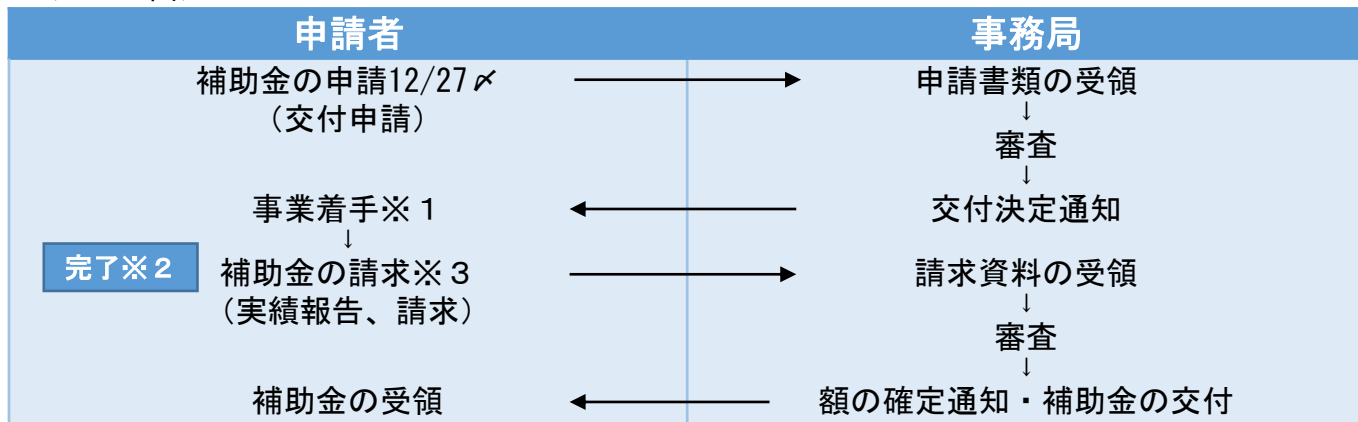 申請者 事務局
補助金の申請12/27〆 → 申請書類の受領
（交付申請） ↓
審査
↓
事業着手※１ ← 交付決定通知
↓
完了※２ 補助金の請求※３ → 請求資料の受領
（実績報告、請求） ↓
審査
↓
補助金の受領 ← 額の確定通知・補助金の交付